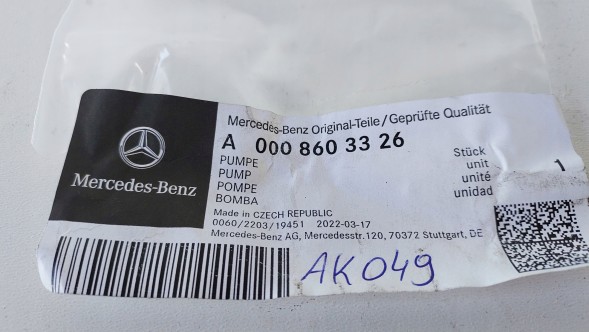 Mercedes-Benz Original-Teile/Geprüfte Qualität
A 000 860 33 26
Mercedes-Benz
PUMPE
PUMP
POMPE
BOMBA
Stück
unit
unité
unidad
1
Made in CZECH REPUBLIC
0060/2203/19451 2022-03-17
Mercedes-Benz AG, Mercedesstr.120, 70372 Stuttgart, DE
AK049